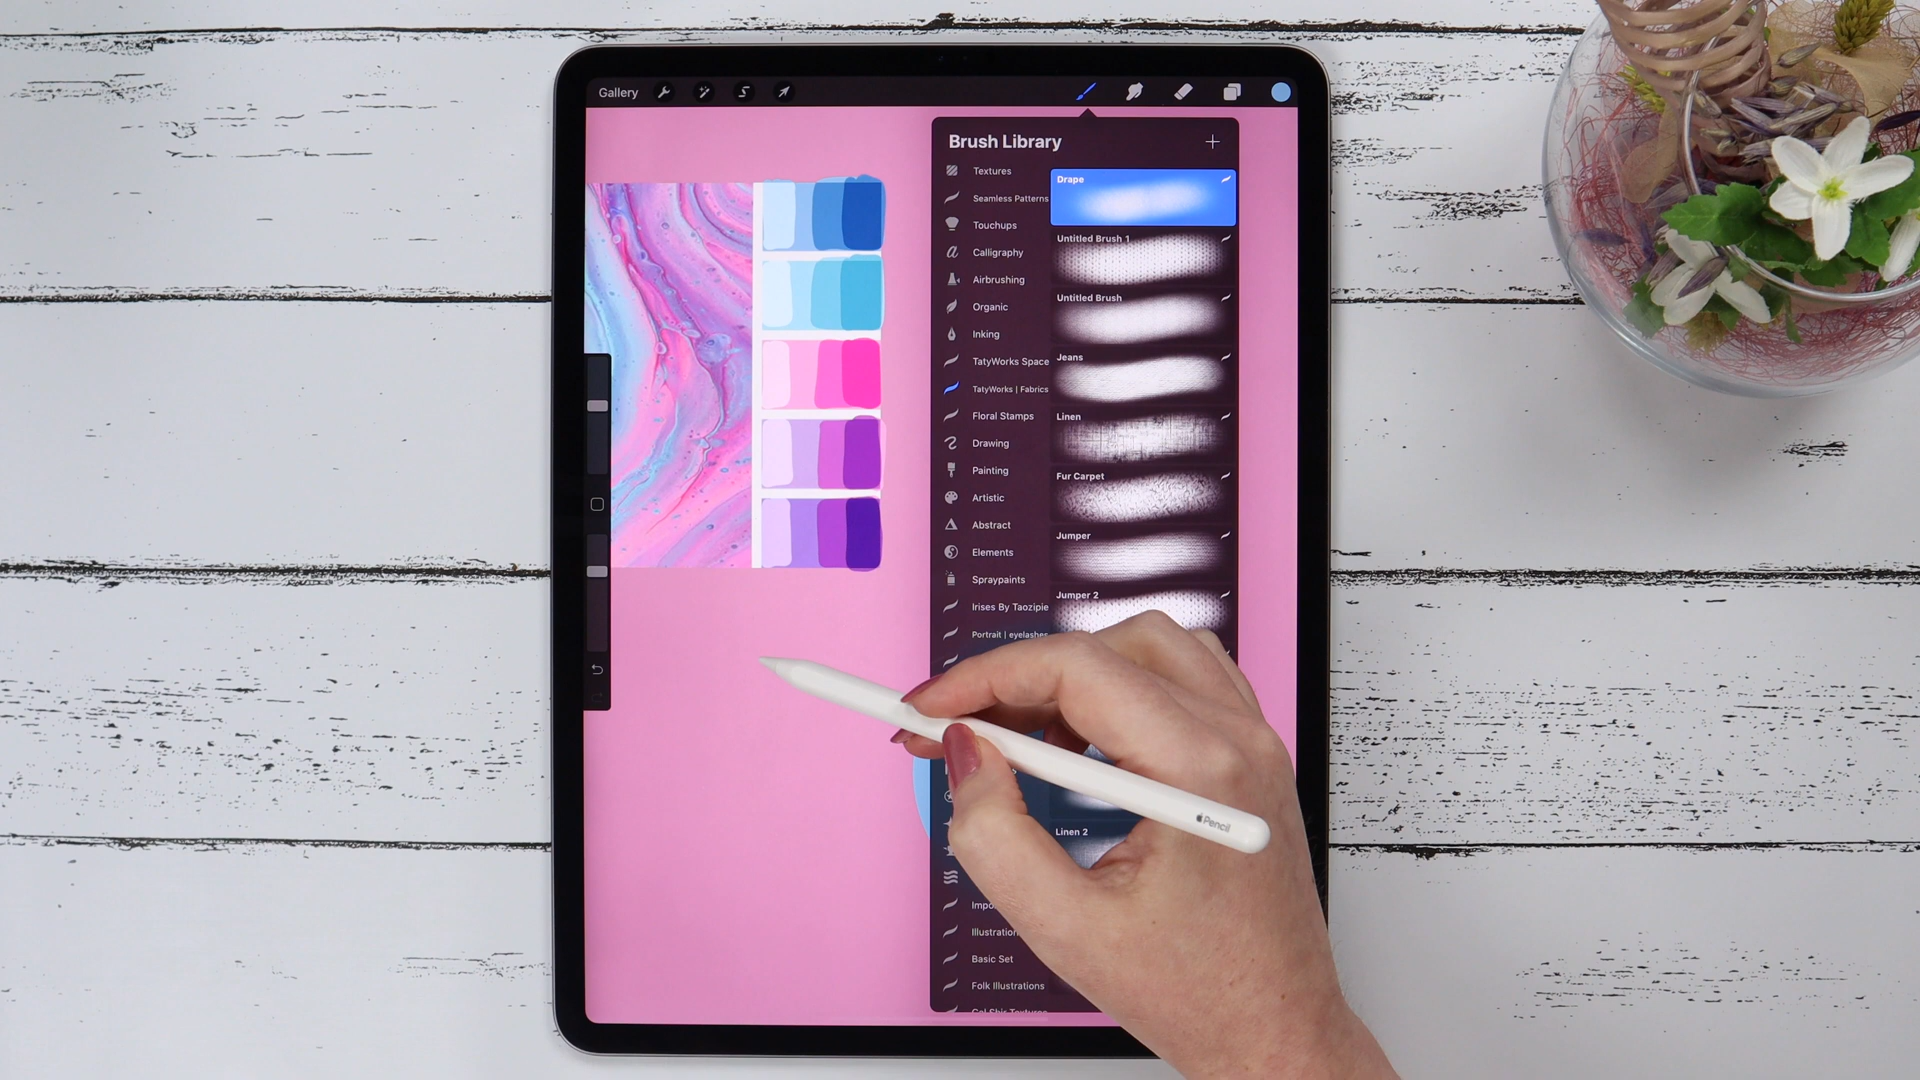 Gallery
Brush Library
Textures
Seamless Patterns
Touchups
Calligraphy
Airbrushing
Organic
Inking
TatyWorks Space
TatyWorks | Fabrics
Floral Stamps
Drawing
Painting
Artistic
Abstract
Elements
Spraypaints
Irises By Taozipie
Portrait | eyelashes
Illustration
Basic Set
Folk Illustrations
Drape
Untitled Brush 1
Untitled Brush
Jeans
Linen
Fur Carpet
Jumper
Jumper 2
Linen 2
Pencil